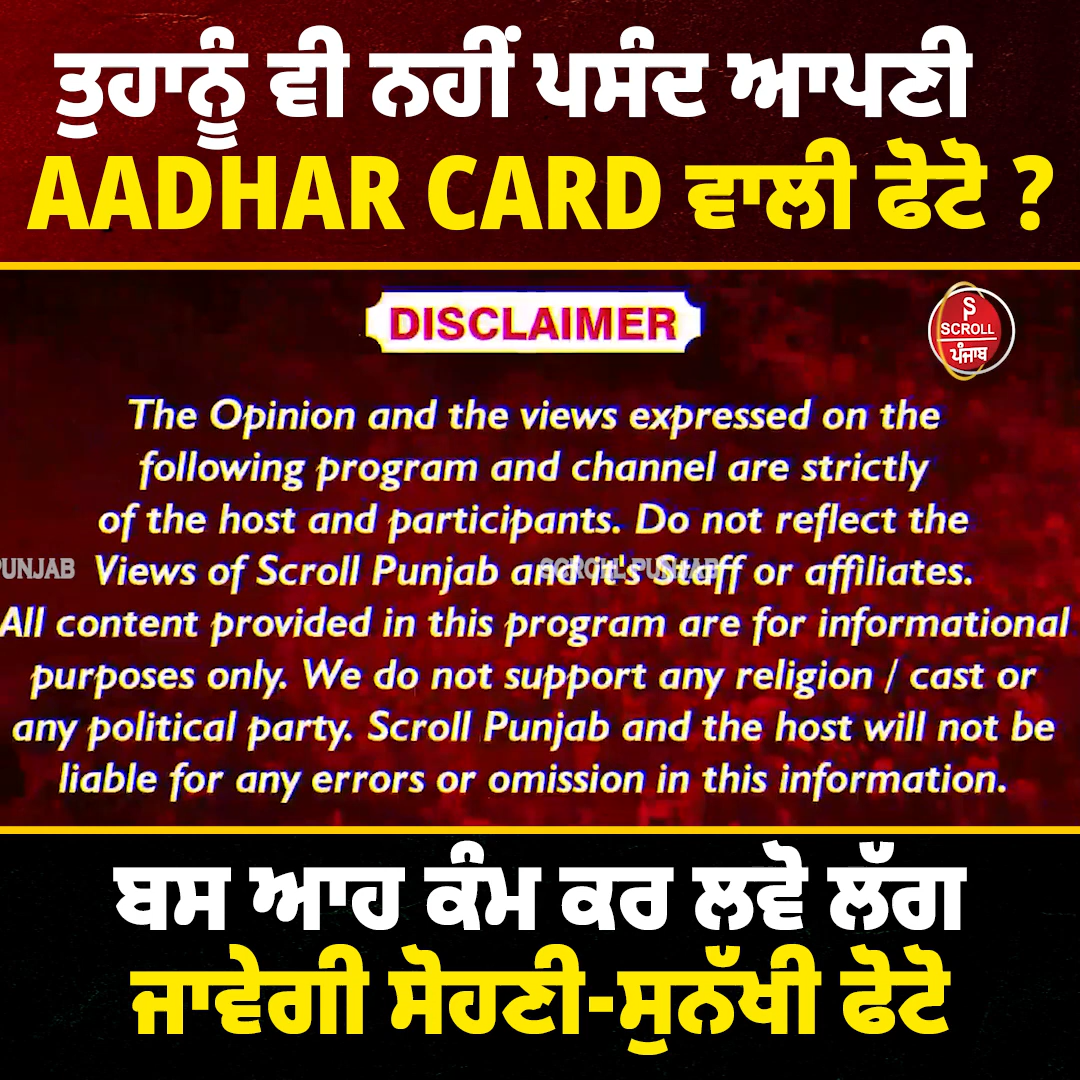 ਤੁਹਾਨੂੰ ਵੀ ਨਹੀਂ ਪਸੰਦ ਆਪਣੀ
AADHAR CARD ਵਾਲੀ ਫੋਟੋ ?
DISCLAIMER
SP
SCROLL
ਪੰਜਾਬ
The Opinion and the views expressed on the
following program and channel are strictly
of the host and participants. Do not reflect the
Views of Scroll Punjab and it's Staff or affiliates.
PUNJAB
SCROLL PUNJAB
All content provided in this program are for informational
purposes only. We do not support any religion / cast or
any political party. Scroll Punjab and the host will not be
liable for any errors or omission in this information.
ਬਸ ਆਹ ਕੰਮ ਕਰ ਲਵੋ ਲੱਗ
ਜਾਵੇਗੀ ਸੋਹਣੀ-ਸੁਨੱਖੀ ਫੋਟੋ